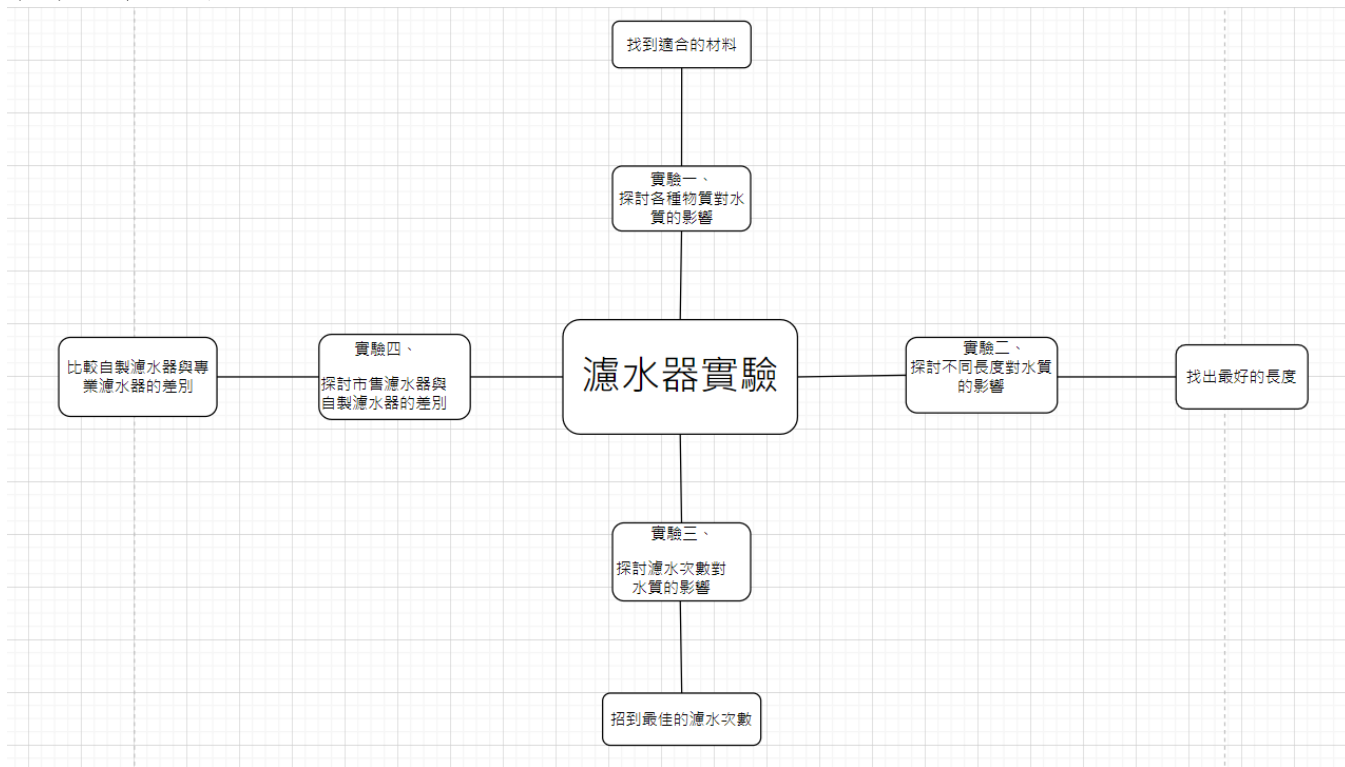 找到適合的材料
實驗一、
探討各種物質對水
質的影響
比較自製濾水器與專
業濾水器的差別
實驗四、
探討市售濾水器與
自製濾水器的差別
濾水器實驗
實驗二、
探討不同長度對水質
的影響
找出最好的長度
實驗三、
探討濾水次數對
水質的影響
招到最佳的濾水次數